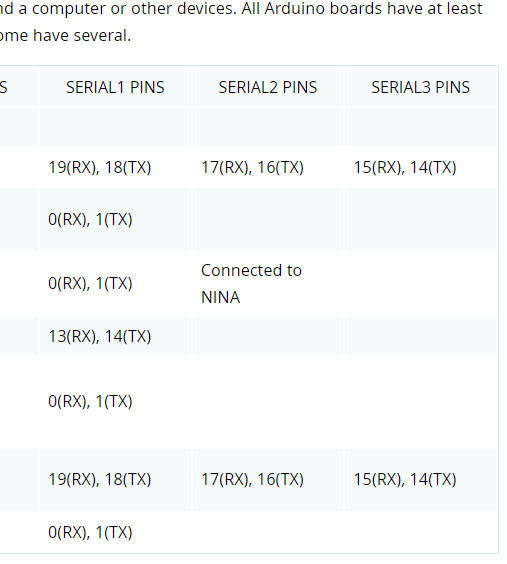 a computer or other devices. All Arduino boards have at least
have several.
S SERIAL1 PINS SERIAL2 PINS SERIAL3 PINS
19(RX), 18(TX) 17(RX), 16(TX) 15(RX), 14(TX)
0(RX), 1(TX)
0(RX), 1(TX) Connected to
NINA
13(RX), 14(TX)
0(RX), 1(TX)
19(RX), 18(TX) 17(RX), 16(TX) 15(RX), 14(TX)
0(RX), 1(TX)